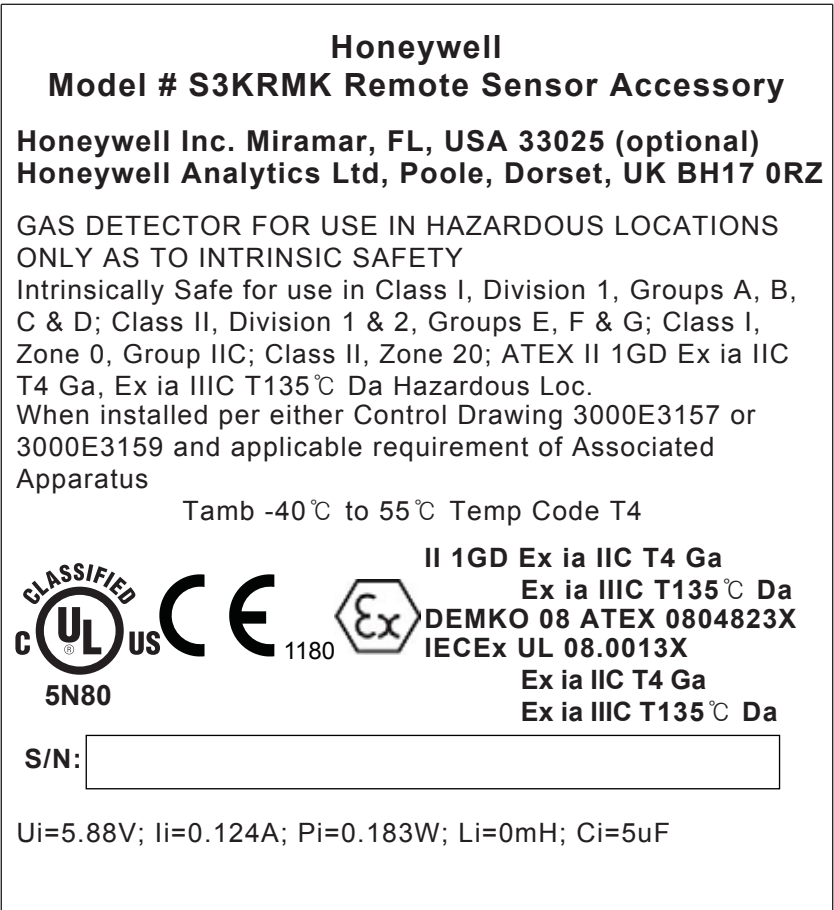 Honeywell
Model # S3KRMK Remote Sensor Accessory
Honeywell Inc. Miramar, FL, USA 33025 (optional)
Honeywell Analytics Ltd, Poole, Dorset, UK BH17 0RZ
GAS DETECTOR FOR USE IN HAZARDOUS LOCATIONS
ONLY AS TO INTRINSIC SAFETY
Intrinsically Safe for use in Class I, Division 1, Groups A, B,
C & D; Class II, Division 1 & 2, Groups E, F & G; Class I,
Zone 0, Group IIC; Class II, Zone 20; ATEX II 1GD Ex ia IIC
T4 Ga, Ex ia IIIC T135℃ Da Hazardous Loc.
When installed per either Control Drawing 3000E3157 or
3000E3159 and applicable requirement of Associated
Apparatus
Tamb -40℃ to 55℃ Temp Code T4
CLASSIFIED
C UL ® US
5N80
CE 1180
Ex
II 1GD Ex ia IIC T4 Ga
Ex ia IIIC T135℃ Da
DEMKO 08 ATEX 0804823X
IECEx UL 08.0013X
Ex ia IIC T4 Ga
Ex ia IIIC T135℃ Da
S/N:
Ui=5.88V; Ii=0.124A; Pi=0.183W; Li=0mH; Ci=5uF